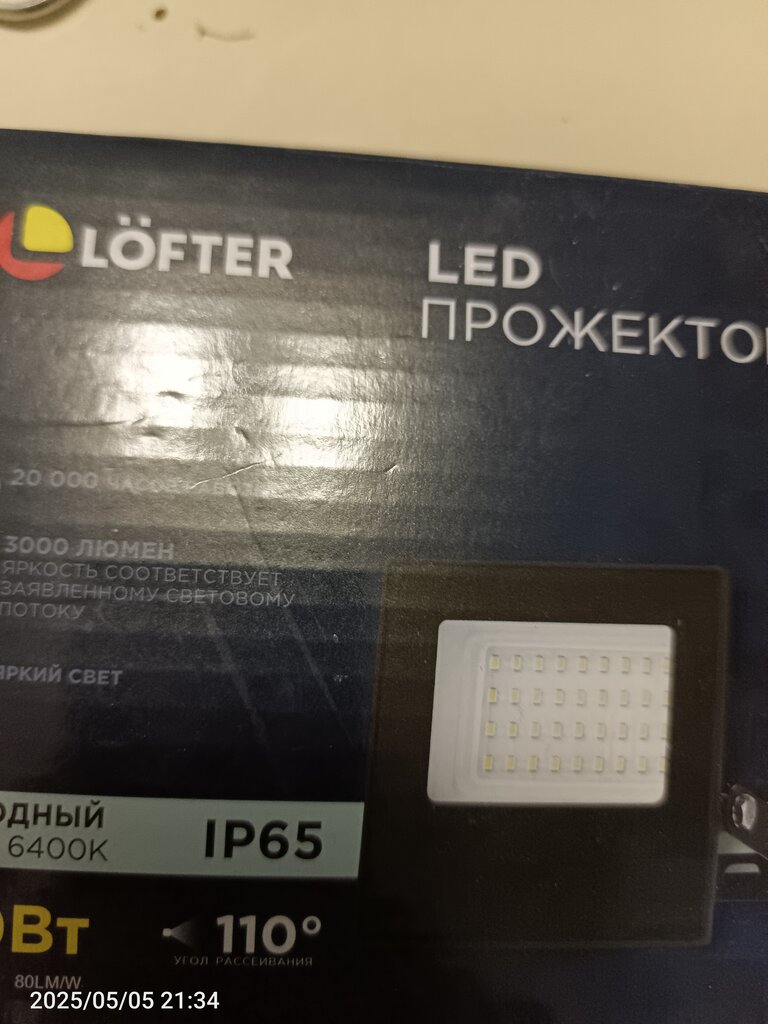 LÖFTER
LED
ПРОЖЕКТО
20 000 ЧАСОВ
3000 ЛЮМЕН
ЯРКОСТЬ СООТВЕТСТВУЕТ
ЗАЯВЛЕННОМУ СВЕТОВОМУ
ПОТОКУ
ЯРКИЙ СВЕТ
ОДНЫЙ
6400K
IP65
0Вт
110°
УГОЛ РАССЕИВАНИЯ
80LM/W
2025/05/05 21:34